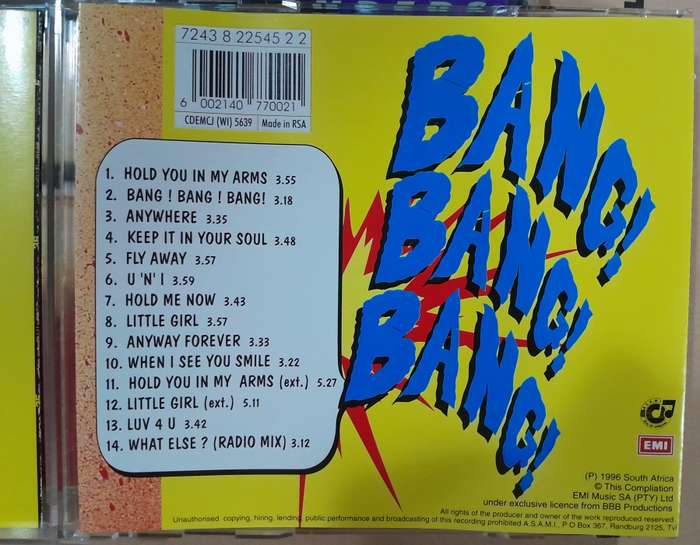 7243 8 22545 2 2
6 002140 770021
CDEMCJ (WI) 5639 Made in RSA
BANG!
BANG!
BANG!
1. HOLD YOU IN MY ARMS 3.55
2. BANG ! BANG ! BANG! 3.18
3. ANYWHERE 3.35
4. KEEP IT IN YOUR SOUL 3.48
5. FLY AWAY 3.57
6. U 'N' I 3.59
7. HOLD ME NOW 3.43
8. LITTLE GIRL 3.57
9. ANYWAY FOREVER 3.33
10. WHEN I SEE YOU SMILE 3.22
11. HOLD YOU IN MY ARMS (ext.) 5.27
12. LITTLE GIRL (ext.) 5.11
13. LUV 4 U 3.42
14. WHAT ELSE ? (RADIO MIX) 3.12
EMI
(P) 1996 South Africa
© This Compilation
EMI Music SA (PTY) Ltd
under exclusive licence from BBB Productions
All rights of the producer and owner of the work reproduced reserved.
Unauthorised copying, hiring, lending, public performance and broadcasting of this recording prohibited A.S.A.M.I., P O Box 367, Randburg 2125, Tvl